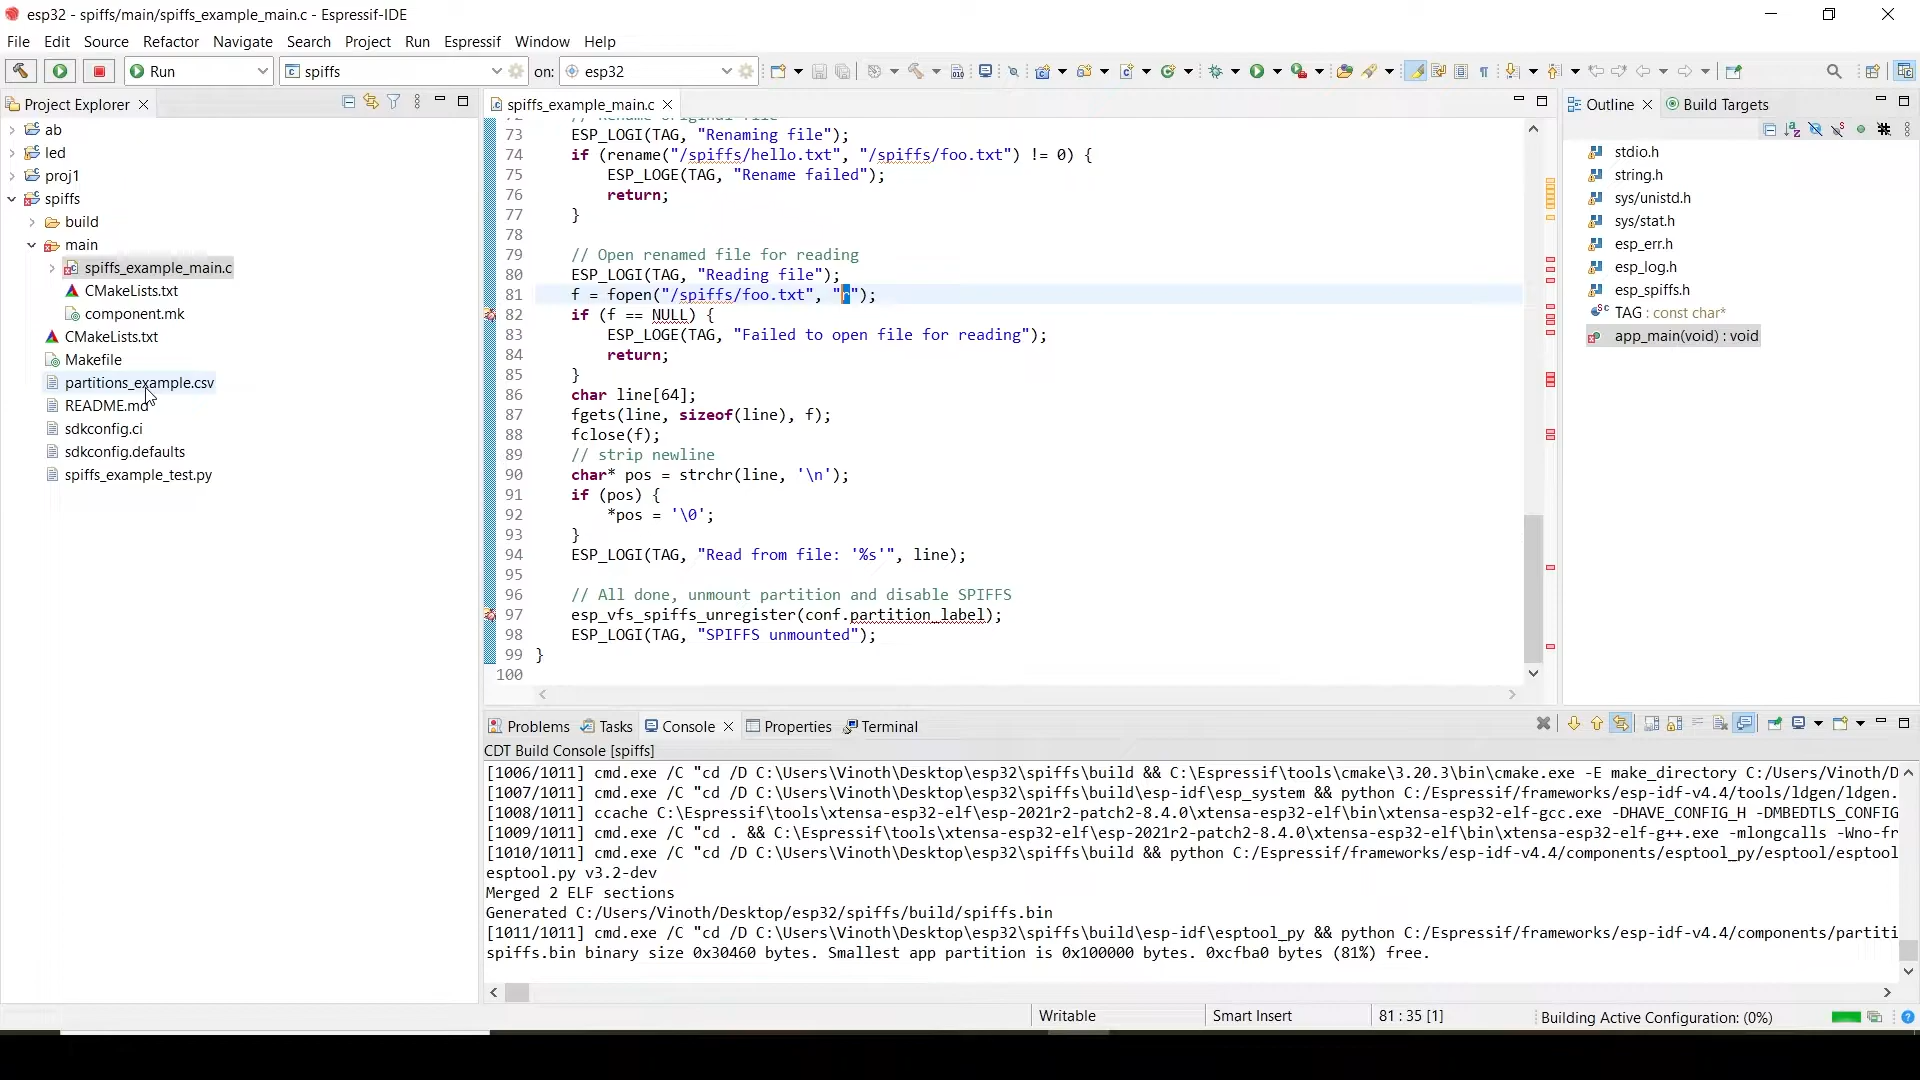 esp32 - spiffs/main/spiffs_example_main.c - Espressif-IDE
File Edit Source Refactor Navigate Search Project Run Espressif Window Help
Run spiffs on: esp32
Project Explorer
ab
led
proj1
spiffs
build
main
spiffs_example_main.c
CMakeLists.txt
component.mk
CMakeLists.txt
Makefile
partitions_example.csv
README.md
sdkconfig.ci
sdkconfig.defaults
spiffs_example_test.py
spiffs_example_main.c
72 // Rename original file
73 ESP_LOGI(TAG, "Renaming file");
74 if (rename("/spiffs/hello.txt", "/spiffs/foo.txt") != 0) {
75 ESP_LOGE(TAG, "Rename failed");
76 return;
77 }
78
79 // Open renamed file for reading
80 ESP_LOGI(TAG, "Reading file");
81 f = fopen("/spiffs/foo.txt", "r");
82 if (f == NULL) {
83 ESP_LOGE(TAG, "Failed to open file for reading");
84 return;
85 }
86 char line[64];
87 fgets(line, sizeof(line), f);
88 fclose(f);
89 // strip newline
90 char* pos = strchr(line, '\n');
91 if (pos) {
92 *pos = '\0';
93 }
94 ESP_LOGI(TAG, "Read from file: '%s'", line);
95
96 // All done, unmount partition and disable SPIFFS
97 esp_vfs_spiffs_unregister(conf.partition_label);
98 ESP_LOGI(TAG, "SPIFFS unmounted");
99 }
100
Outline Build Targets
stdio.h
string.h
sys/unistd.h
sys/stat.h
esp_err.h
esp_log.h
esp_spiffs.h
TAG : const char*
app_main(void) : void
Problems Tasks Console Properties Terminal
CDT Build Console [spiffs]
[1006/1011] cmd.exe /C "cd /D C:\Users\Vinoth\Desktop\esp32\spiffs\build && C:\Espressif\tools\cmake\3.20.3\bin\cmake.exe -E make_directory C:/Users/Vinoth/D
[1007/1011] cmd.exe /C "cd /D C:\Users\Vinoth\Desktop\esp32\spiffs\build\esp-idf\esp_system && python C:/Espressif/frameworks/esp-idf-v4.4/tools/ldgen/ldgen.
[1008/1011] ccache C:\Espressif\tools\xtensa-esp32-elf\esp-2021r2-patch2-8.4.0\xtensa-esp32-elf\bin\xtensa-esp32-elf-gcc.exe -DHAVE_CONFIG_H -DMBEDTLS_CONFIG
[1009/1011] cmd.exe /C "cd . && C:\Espressif\tools\xtensa-esp32-elf\esp-2021r2-patch2-8.4.0\xtensa-esp32-elf\bin\xtensa-esp32-elf-g++.exe -mlongcalls -Wno-fr
[1010/1011] cmd.exe /C "cd /D C:\Users\Vinoth\Desktop\esp32\spiffs\build && python C:/Espressif/frameworks/esp-idf-v4.4/components/esptool_py/esptool/esptool
esptool.py v3.2-dev
Merged 2 ELF sections
Generated C:/Users/Vinoth/Desktop/esp32/spiffs/build/spiffs.bin
[1011/1011] cmd.exe /C "cd /D C:\Users\Vinoth\Desktop\esp32\spiffs\build\esp-idf\esptool_py && python C:/Espressif/frameworks/esp-idf-v4.4/components/partiti
spiffs.bin binary size 0x30460 bytes. Smallest app partition is 0x100000 bytes. 0xcfba0 bytes (81%) free.
Writable Smart Insert 81 : 35 [1] Building Active Configuration: (0%)